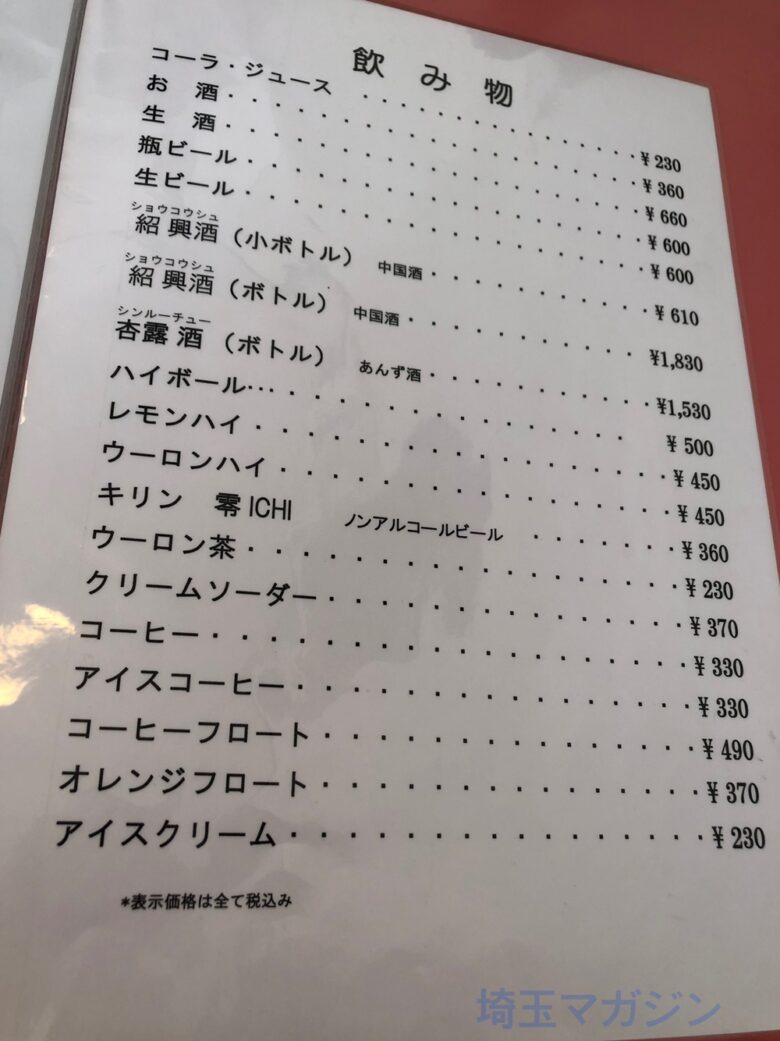 飲み物
コーラ・ジュース ・・・・・・・・・・・・・・・・¥230
お　酒・・・・・・・・・・・・・・・・・・・¥360
生　酒・・・・・・・・・・・・・・・・・・・¥660
瓶ビール・・・・・・・・・・・・・・・・・・¥600
生ビール・・・・・・・・・・・・・・・・・・¥600
ショウコウシュ
紹興酒（小ボトル） 中国酒・・・・・・・・・・¥610
ショウコウシュ
紹興酒（ボトル） 中国酒・・・・・・・・・・・¥1,830
シンルーチュー
杏露酒（ボトル） あんず酒・・・・・・・・・・¥1,530
ハイボール…・・・・・・・・・・・・・・・ ¥500
レモンハイ・・・・・・・・・・・・・・・・・・¥450
ウーロンハイ・・・・・・・・・・・・・・・・・¥450
キリン　零ICHI ノンアルコールビール ・・・・・・・¥360
ウーロン茶・・・・・・・・・・・・・・・・・・・¥230
クリームソーダー・・・・・・・・・・・・・・・・¥370
コーヒー・・・・・・・・・・・・・・・・・・・・¥330
アイスコーヒー・・・・・・・・・・・・・・・・・¥330
コーヒーフロート・・・・・・・・・・・・・・・・¥490
オレンジフロート・・・・・・・・・・・・・・・・¥370
アイスクリーム・・・・・・・・・・・・・・・・・¥230
*表示価格は全て税込み
埼玉マガジン